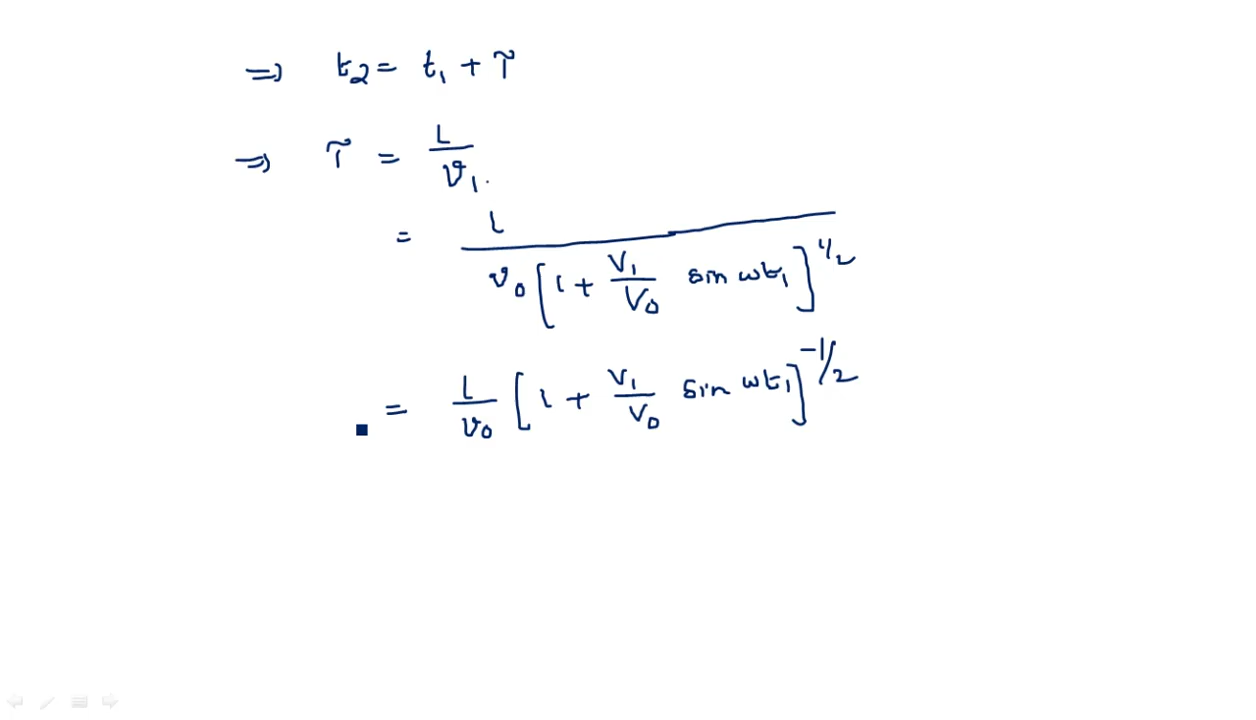 ⇒ t₂ = t₁ + T
⇒ T = L / v₁
= L / v₀ [1 + V₁/V₀ sin ωt₁]^1/2
= L/v₀ [1 + V₁/V₀ sin ωt₁]^-1/2